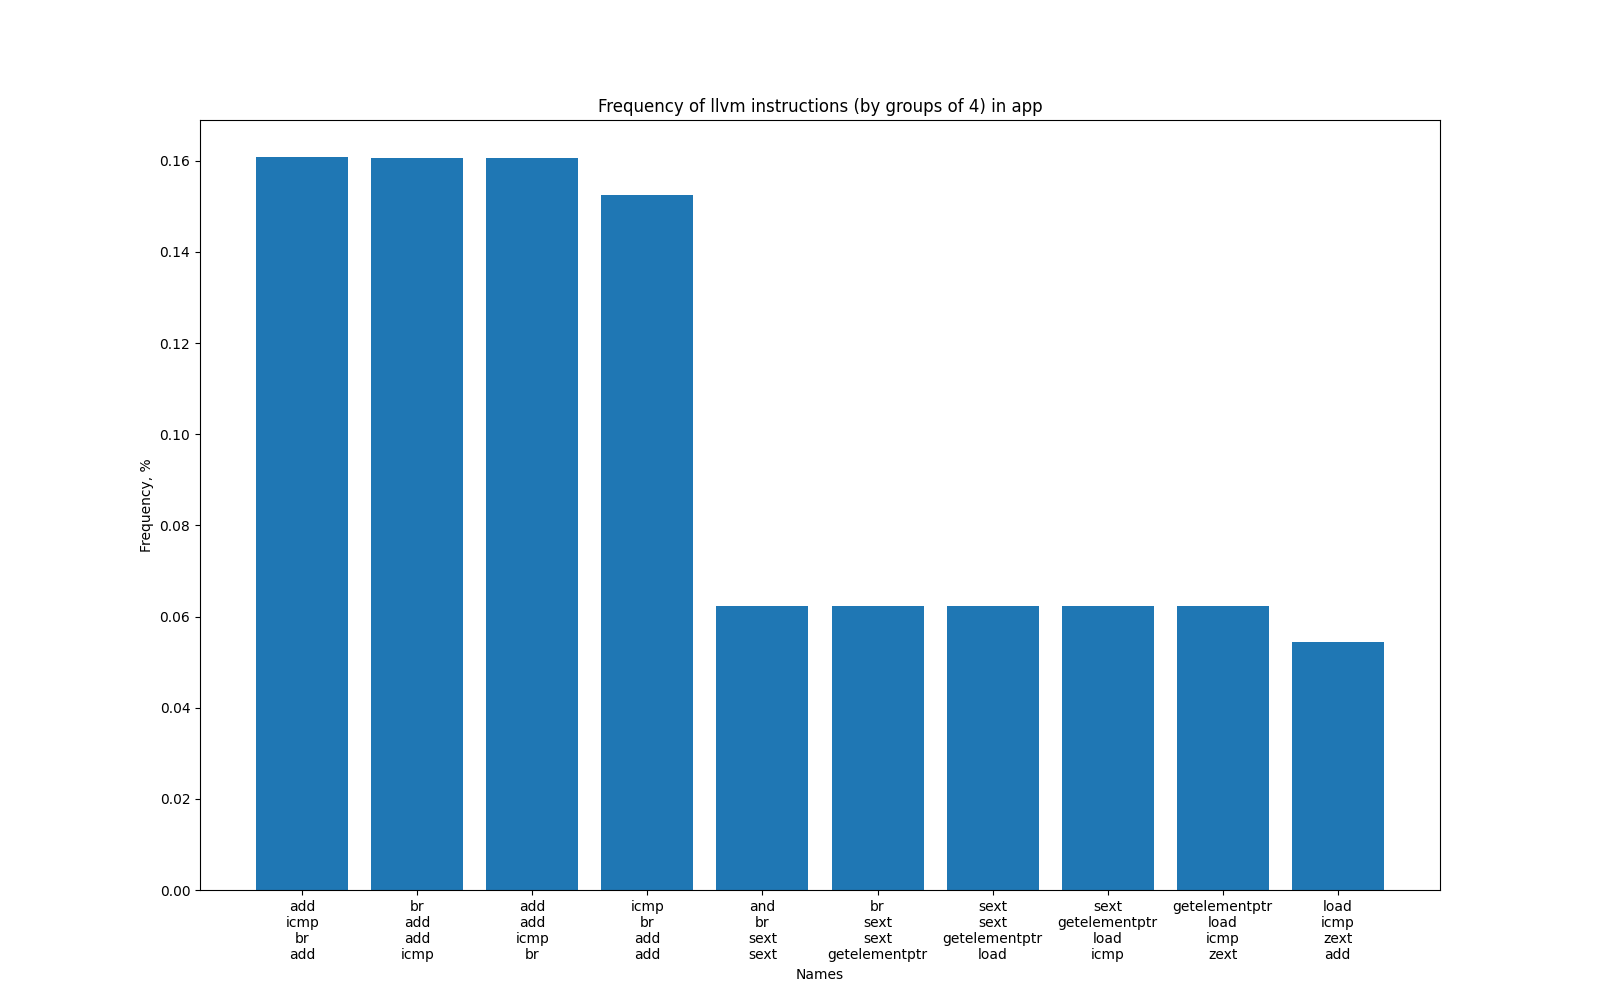 Frequency of llvm instructions (by groups of 4) in app
Frequency, %
0.16
0.14
0.12
0.10
0.08
0.06
0.04
0.02
0.00
add
icmp
br
add
br
add
add
icmp
add
add
icmp
br
icmp
br
add
add
and
br
sext
sext
br
sext
sext
getelementptr
sext
sext
getelementptr
load
sext
getelementptr
load
icmp
getelementptr
load
icmp
zext
load
icmp
zext
add
Names